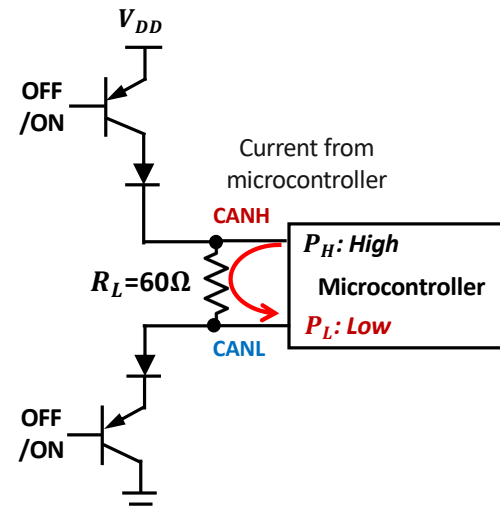 V_DD
OFF
/ON
Current from
microcontroller
CANH
P_H: High
R_L=60Ω
Microcontroller
P_L: Low
CANL
OFF
/ON